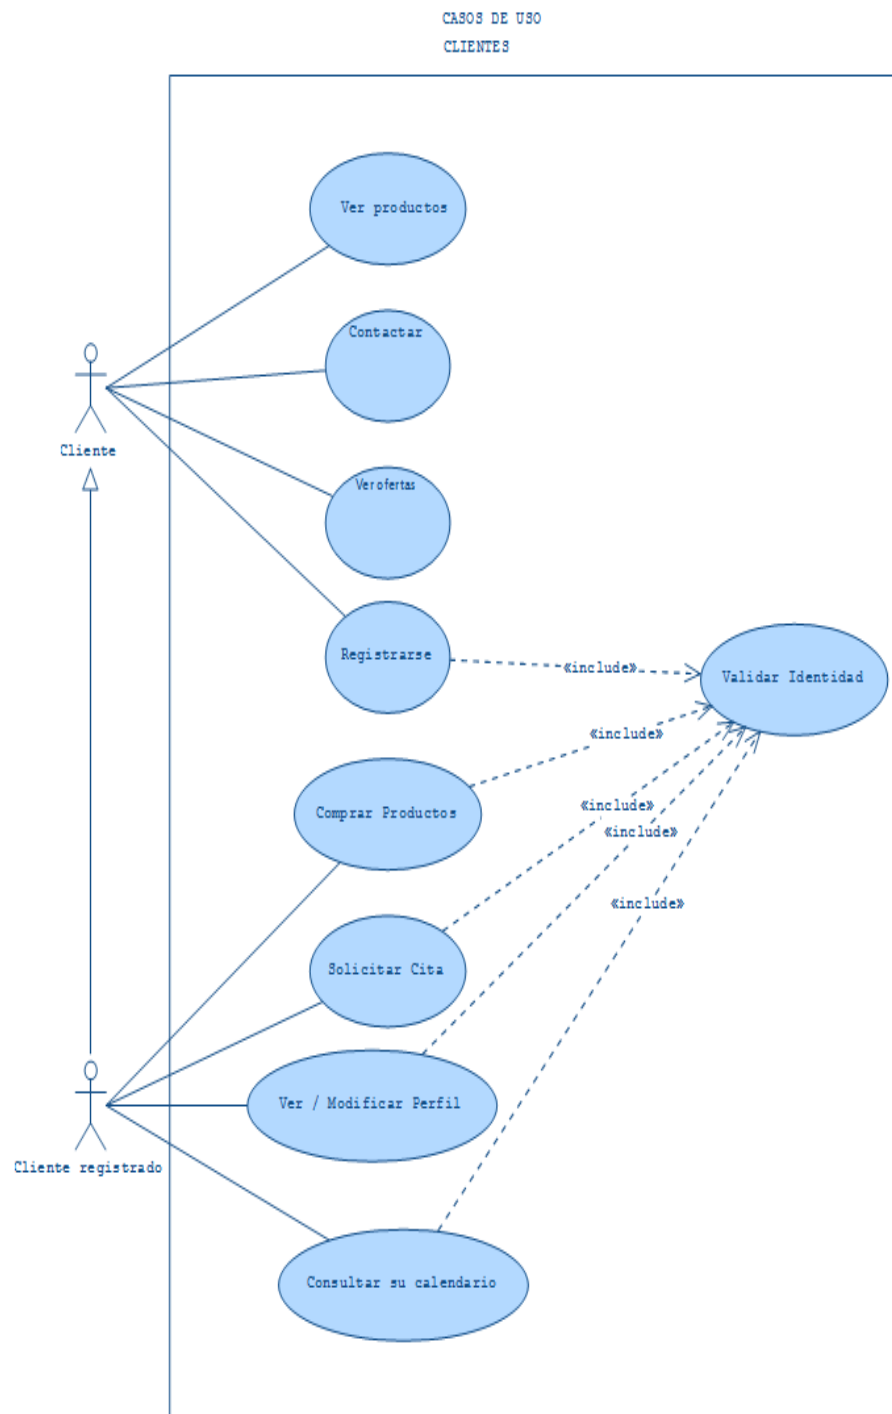 CASOS DE USO
CLIENTES
Ver productos
Contactar
Cliente
Ver ofertas
Registrarse
«include»
Validar Identidad
«include»
Comprar Productos
«include»
«include»
«include»
Solicitar Cita
Ver / Modificar Perfil
Cliente registrado
Consultar su calendario